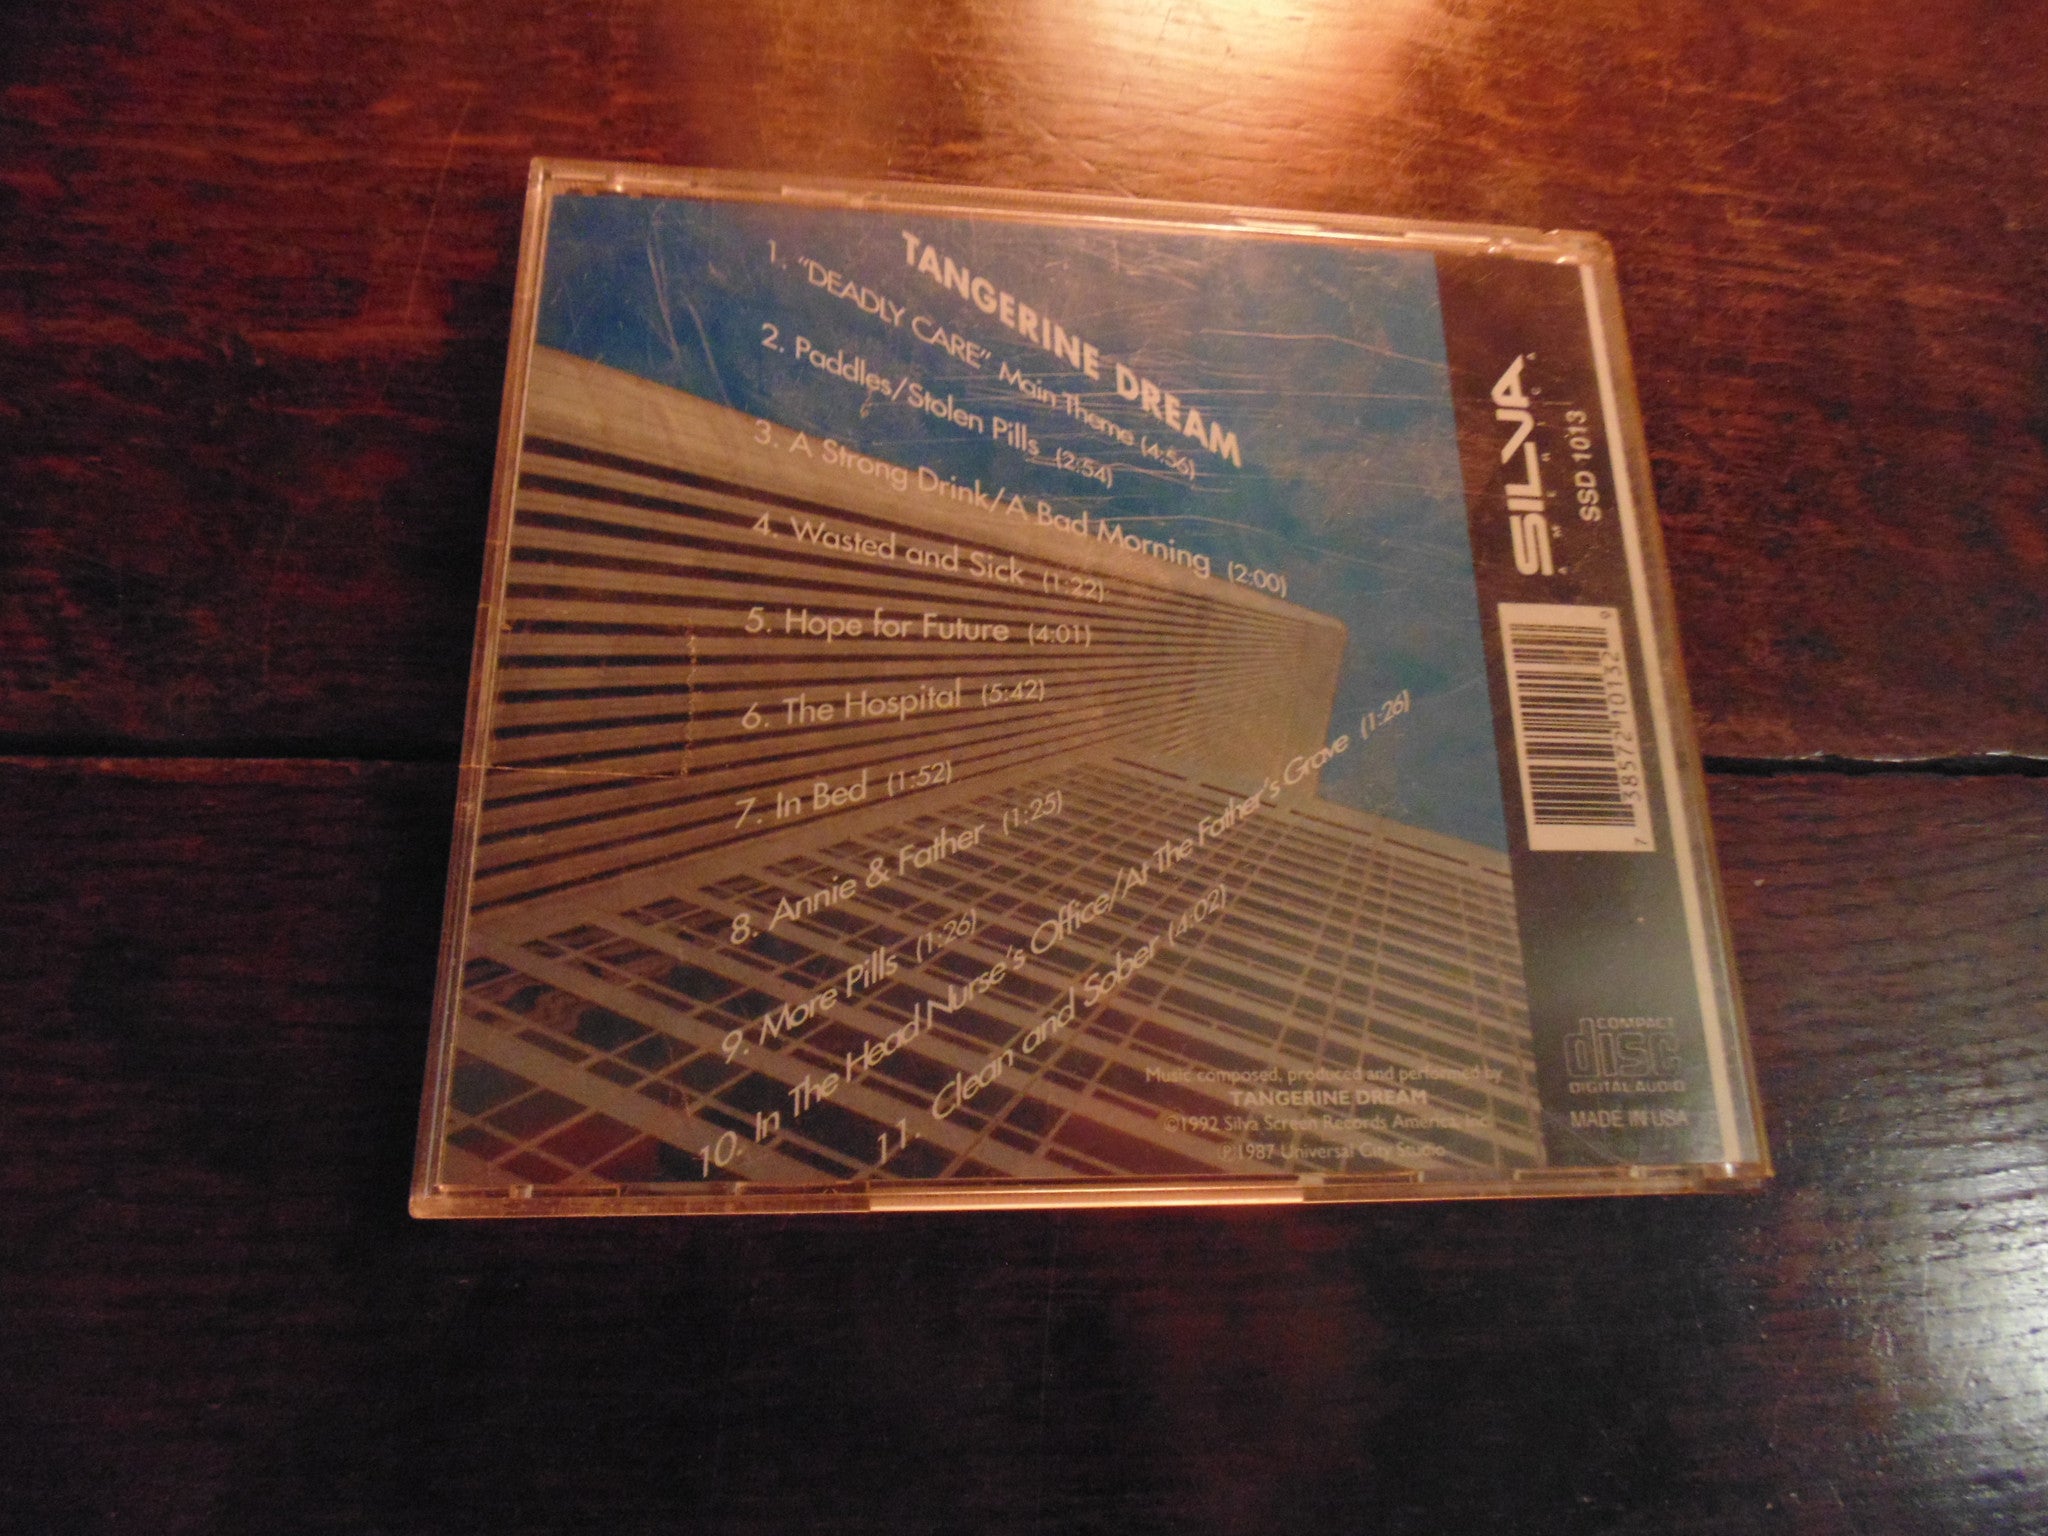 TANGERINE DREAM
1. "DEADLY CARE" Main Theme (4:56)
2. Paddles/Stolen Pills (2:54)
3. A Strong Drink/A Bad Morning (2:00)
4. Wasted and Sick (1:22)
5. Hope for Future (4:01)
6. The Hospital (5:42)
7. In Bed (1:52)
8. Annie & Father (1:25)
9. More Pills (1:26)
10. In The Head Nurse's Office/At The Father's Grave (1:26)
11. Clean and Sober (4:02)
Music composed, produced and performed by
TANGERINE DREAM
©1992 Silva Screen Records America, Inc.
℗1987 Universal City Studio
SILVA
AMERICA
SSD 1013
7 38572 10132 9
COMPACT
disc
DIGITAL AUDIO
MADE IN USA